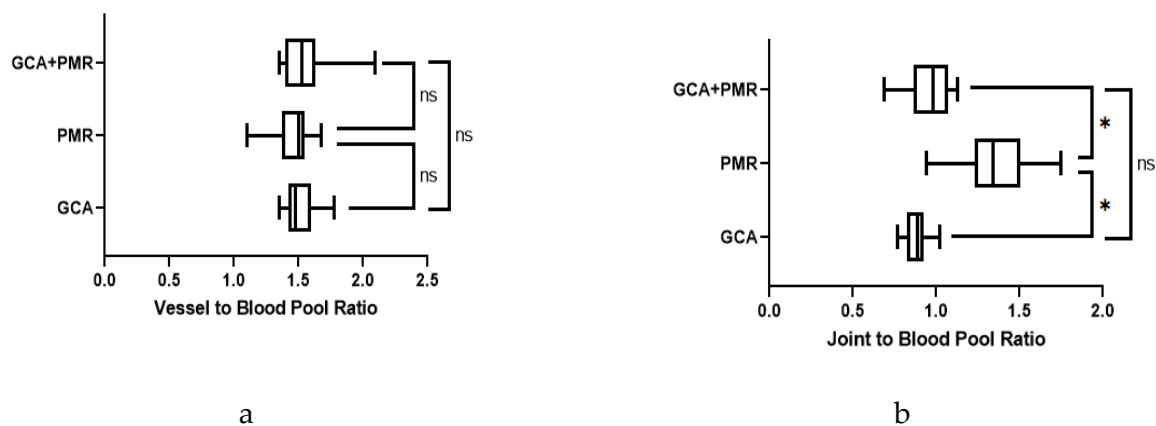 GCA+PMR
PMR
GCA
ns
ns
ns
0.0 0.5 1.0 1.5 2.0 2.5
Vessel to Blood Pool Ratio
a
GCA+PMR
PMR
GCA
*
*
ns
0.0 0.5 1.0 1.5 2.0
Joint to Blood Pool Ratio
b